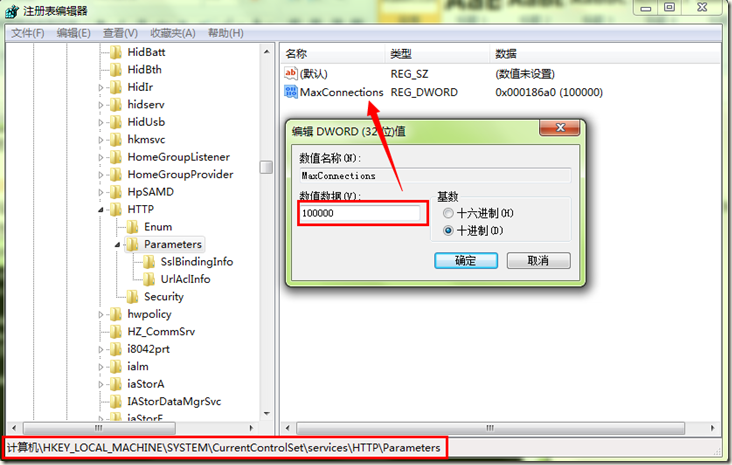 注册表编辑器
文件(F) 编辑(E) 查看(V) 收藏夹(A) 帮助(H)
HidBatt
HidBth
HidIr
hidserv
HidUsb
hkmsvc
HomeGroupListener
HomeGroupProvider
HpSAMD
HTTP
Enum
Parameters
SslBindingInfo
UrlAclInfo
Security
hwpolicy
HZ_CommSrv
i8042prt
ialm
iaStorA
IAStorDataMgrSvc
iaStorF
名称 类型 数据
(默认) REG_SZ (数值未设置)
MaxConnections REG_DWORD 0x000186a0 (100000)
编辑 DWORD (32 位)值
数值名称(N):
MaxConnections
数值数据(V):
100000
基数
十六进制(H)
十进制(D)
确定 取消
计算机\HKEY_LOCAL_MACHINE\SYSTEM\CurrentControlSet\services\HTTP\Parameters